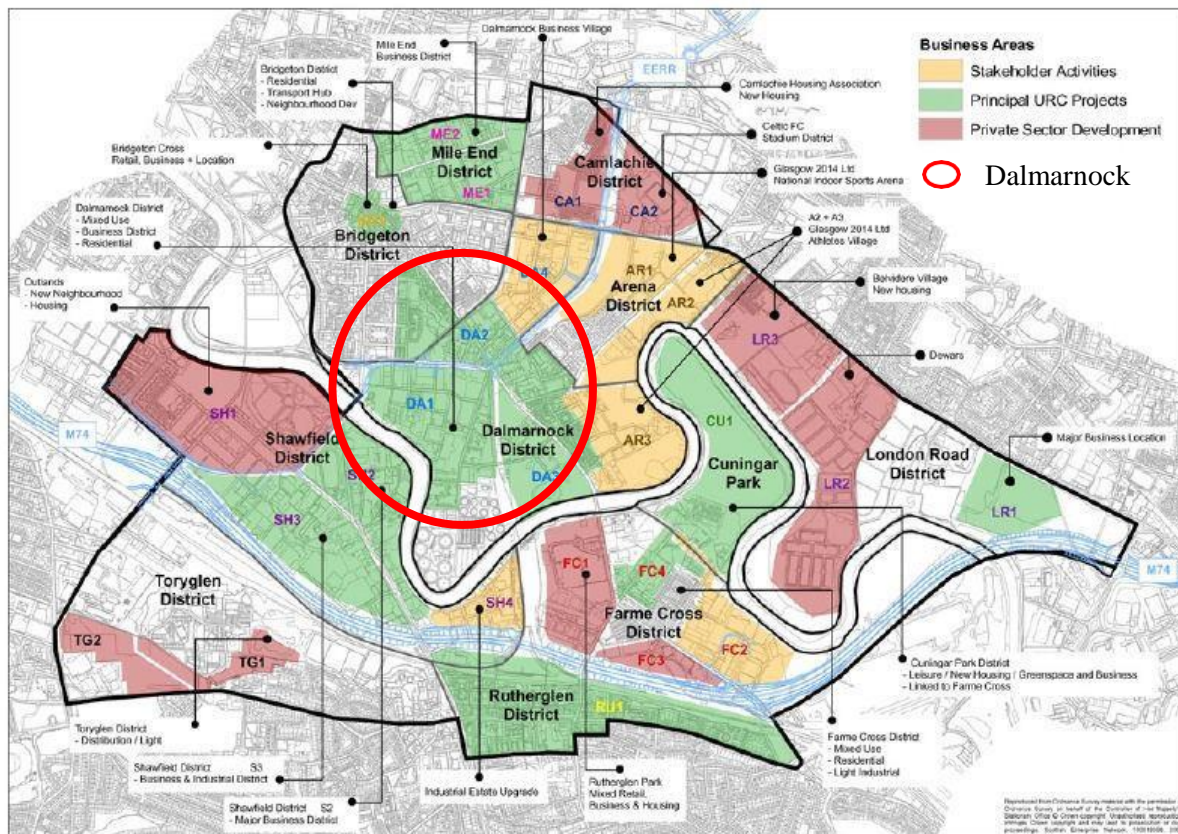 Dalmarnock Business Village
Mile End
Business District
EERR
Bridgeton District
- Residential
- Transport Hub
- Neighbourhood Dev
Camlachie Housing Association
New Housing
Business Areas
Stakeholder Activities
Principal URC Projects
Private Sector Development
Dalmarnock
Celtic FC
Stadium District
Bridgeton Cross
Retail, Business + Location
ME2
Mile End
District
ME1
Camlachie
District
CA1
CA2
Glasgow 2014 Ltd
National Indoor Sports Arena
Dalmarnock District
- Mixed Use
- Business District
- Residential
Bridgeton
District
A2 + A3
Glasgow 2014 Ltd
Athletes Village
DA4
AR1
Arena
District
AR2
Belvidere Village
New housing
Oatlands
- New Neighbourhood
- Housing
DA2
LR3
Dewars
DA1
SH1
M74
Shawfield
District
SH2
Dalmarnock
District
DA3
AR3
CU1
Cuningar
Park
London Road
District
LR2
Major Business Location
LR1
SH3
M74
Toryglen
District
FC1
FC4
Farme Cross
District
SH4
FC2
FC3
TG2
TG1
Rutherglen
District
RU1
Cuningar Park District
- Leisure / New Housing / Greenspace and Business
- Linked to Farme Cross
Toryglen District
- Distribution / Light
Shawfield District S3
- Business & Industrial District
Shawfield District S2
- Major Business District
Industrial Estate Upgrade
Rutherglen Park
Mixed Retail,
Business & Housing
Farme Cross District
- Mixed Use
- Residential
- Light Industrial